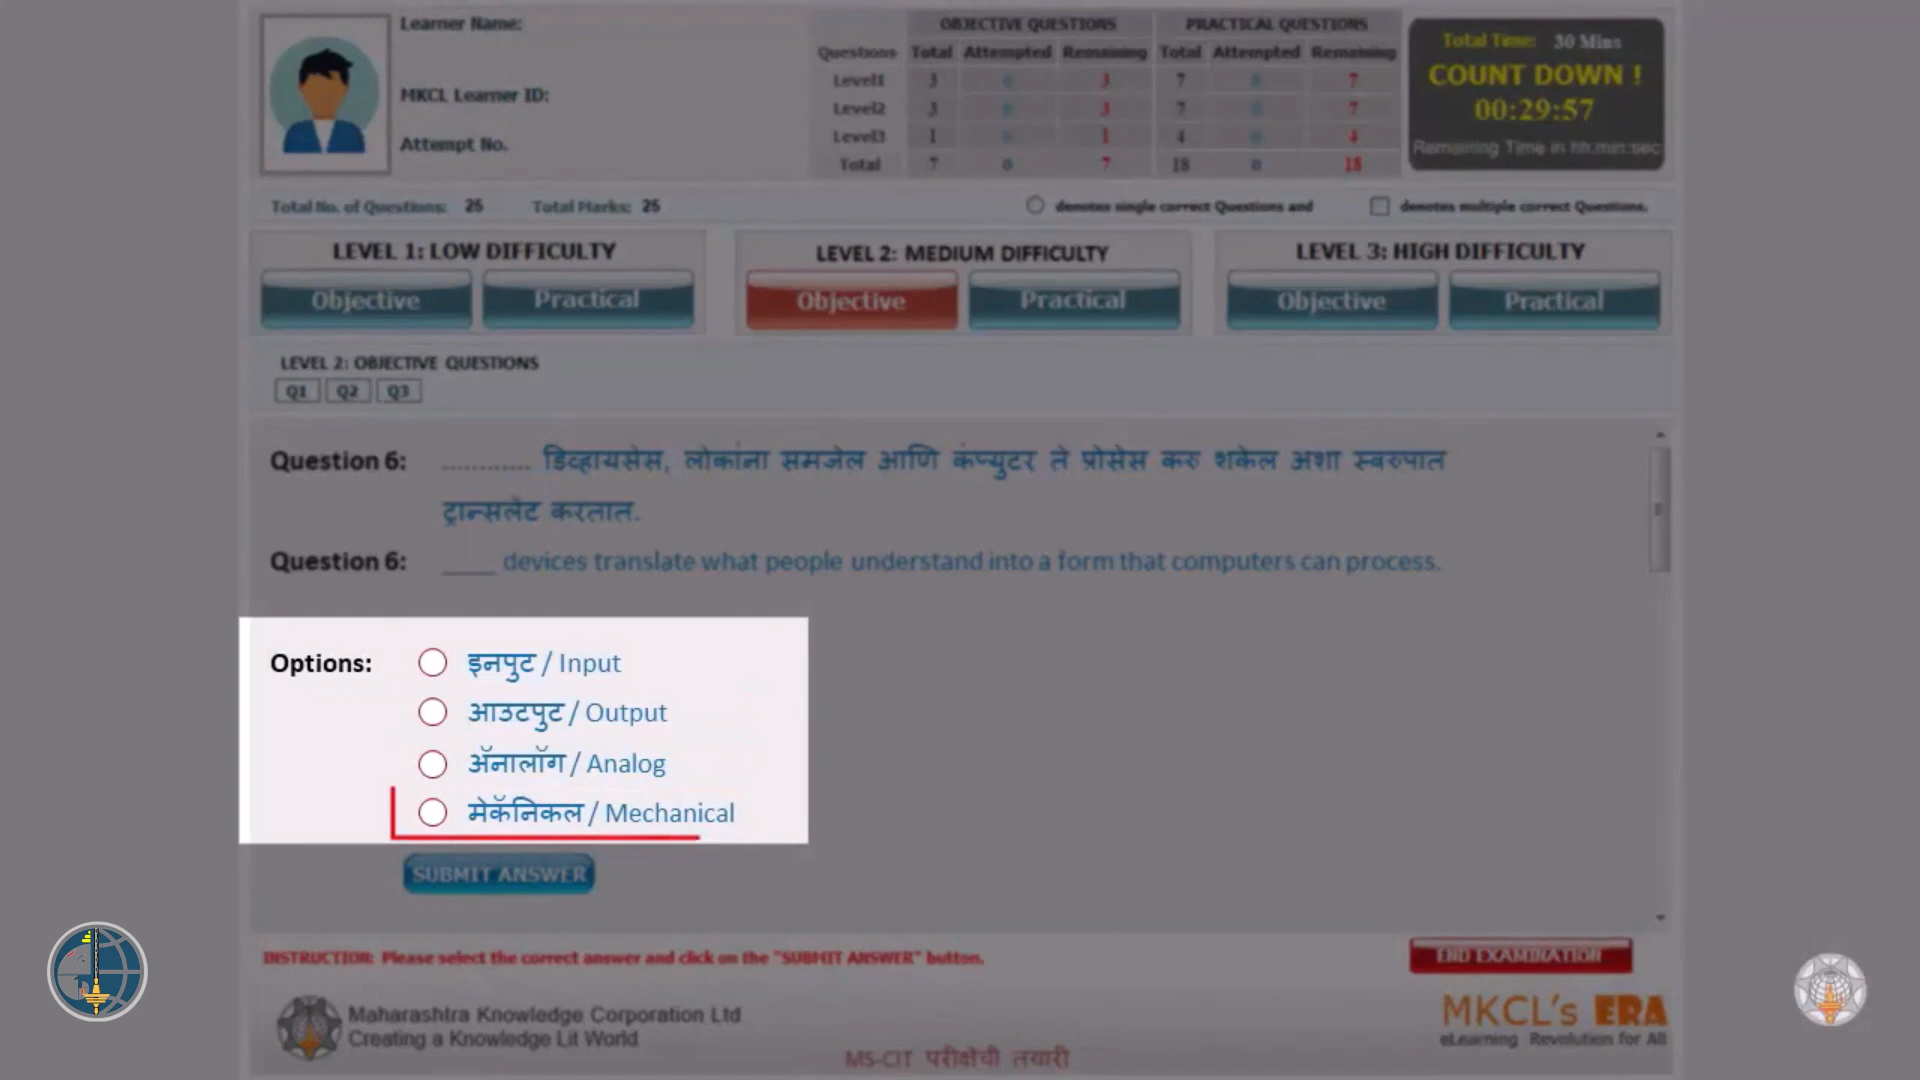 Learner Name:
MKCL Learner ID:
Attempt No.
OBJECTIVE QUESTIONS PRACTICAL QUESTIONS
Questions Total Attempted Remaining Total Attempted Remaining
Level1 3 0 3 7 0 7
Level2 3 0 3 7 0 7
Level3 1 0 1 4 0 4
Total 7 0 7 18 0 18
Total Time: 30 Mins
COUNT DOWN !
00:29:57
Remaining Time in hh:min:sec
Total No. of Questions: 25 Total Marks: 25 denotes single correct Questions and denotes multiple correct Questions.
LEVEL 1: LOW DIFFICULTY LEVEL 2: MEDIUM DIFFICULTY LEVEL 3: HIGH DIFFICULTY
Objective Practical Objective Practical Objective Practical
LEVEL 2: OBJECTIVE QUESTIONS
Q1 Q2 Q3
Question 6: ............ डिव्हायसेस, लोकांना समजेल आणि कंप्युटर ते प्रोसेस करु शकेल अशा स्वरुपात
ट्रान्सलेट करतात.
Question 6: ____ devices translate what people understand into a form that computers can process.
Options: इनपुट / Input
आउटपुट / Output
ॲनालॉग / Analog
मेकॅनिकल / Mechanical
SUBMIT ANSWER
INSTRUCTION: Please select the correct answer and click on the "SUBMIT ANSWER" button. END EXAMINATION
Maharashtra Knowledge Corporation Ltd
Creating a Knowledge Lit World
MKCL's ERA
eLearning Revolution for All
MS-CIT परीक्षेची तयारी